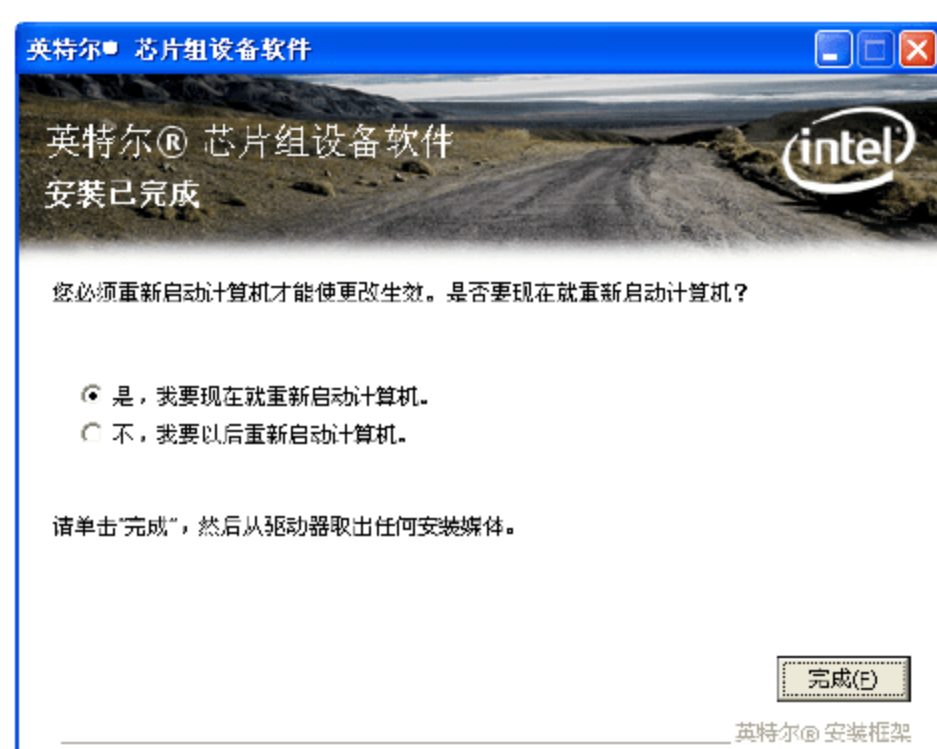 英特尔® 芯片组设备软件
英特尔® 芯片组设备软件
intel
安装已完成
您必须重新启动计算机才能使更改生效。是否要现在就重新启动计算机?
是,我要现在就重新启动计算机。
不,我要以后重新启动计算机。
请单击"完成",然后从驱动器取出任何安装媒体。
完成(F)
英特尔® 安装框架